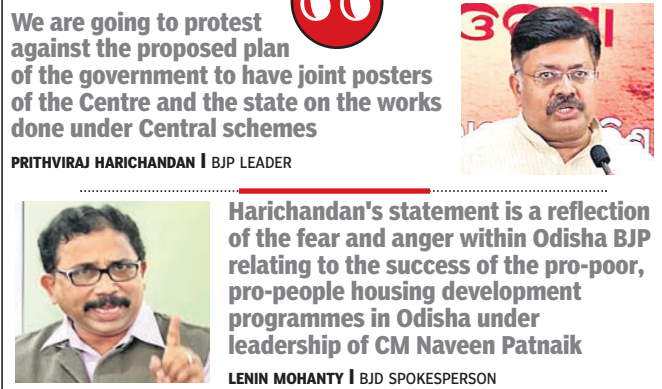 We are going to protest
against the proposed plan
of the government to have joint posters
of the Centre and the state on the works
done under Central schemes
PRITHVIRAJ HARICHANDAN | BJP LEADER
Harichandan's statement is a reflection
of the fear and anger within Odisha BJP
relating to the success of the pro-poor,
pro-people housing development
programmes in Odisha under
leadership of CM Naveen Patnaik
LENIN MOHANTY | BJD SPOKESPERSON